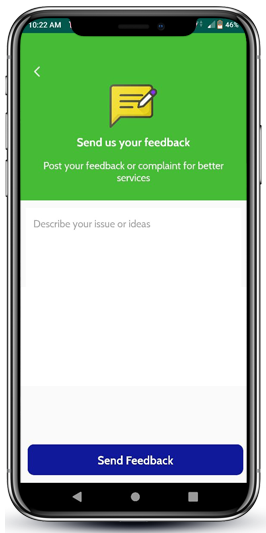 10:22 AM
46%
Send us your feedback
Post your feedback or complaint for better
services
Describe your issue or ideas
Send Feedback